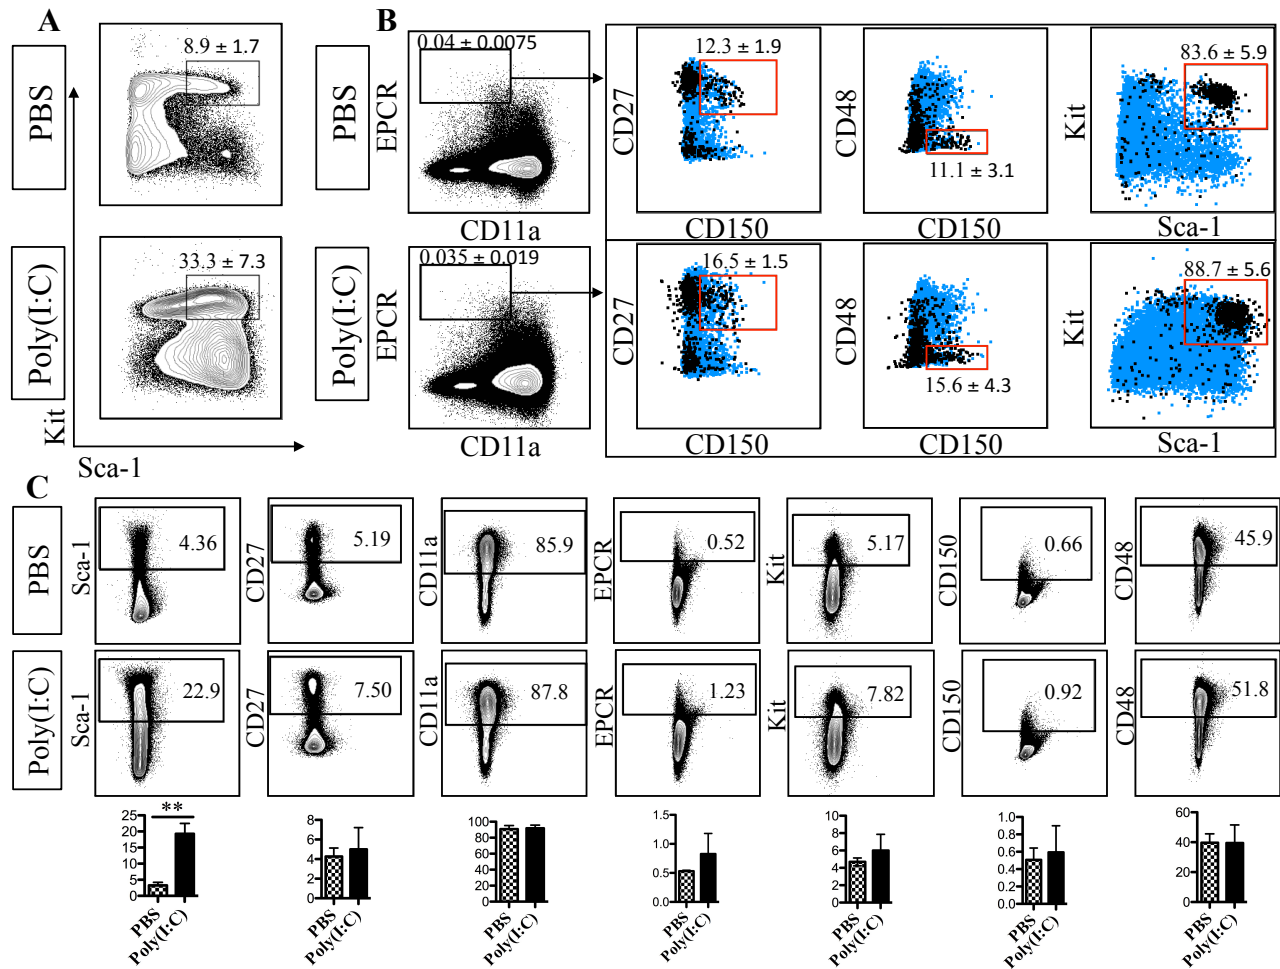 A
B
PBS
8.9 ± 1.7
PBS
EPCR
0.04 ± 0.0075
CD11a
CD27
12.3 ± 1.9
CD150
CD48
11.1 ± 3.1
CD150
Kit
83.6 ± 5.9
Sca-1
Poly(I:C)
33.3 ± 7.3
Kit
Sca-1
Poly(I:C)
EPCR
0.035 ± 0.019
CD11a
CD27
16.5 ± 1.5
CD150
CD48
15.6 ± 4.3
CD150
Kit
88.7 ± 5.6
Sca-1
C
PBS
Sca-1
4.36
CD27
5.19
CD11a
85.9
EPCR
0.52
Kit
5.17
CD150
0.66
CD48
45.9
Poly(I:C)
Sca-1
22.9
CD27
7.50
CD11a
87.8
EPCR
1.23
Kit
7.82
CD150
0.92
CD48
51.8
25
20
15
10
5
0
**
PBS
Poly(I:C)
8
6
4
2
0
PBS
Poly(I:C)
100
80
60
40
20
0
PBS
Poly(I:C)
1.5
1.0
0.5
0.0
PBS
Poly(I:C)
10
8
6
4
2
0
PBS
Poly(I:C)
1.0
0.8
0.6
0.4
0.2
0.0
PBS
Poly(I:C)
60
40
20
0
PBS
Poly(I:C)